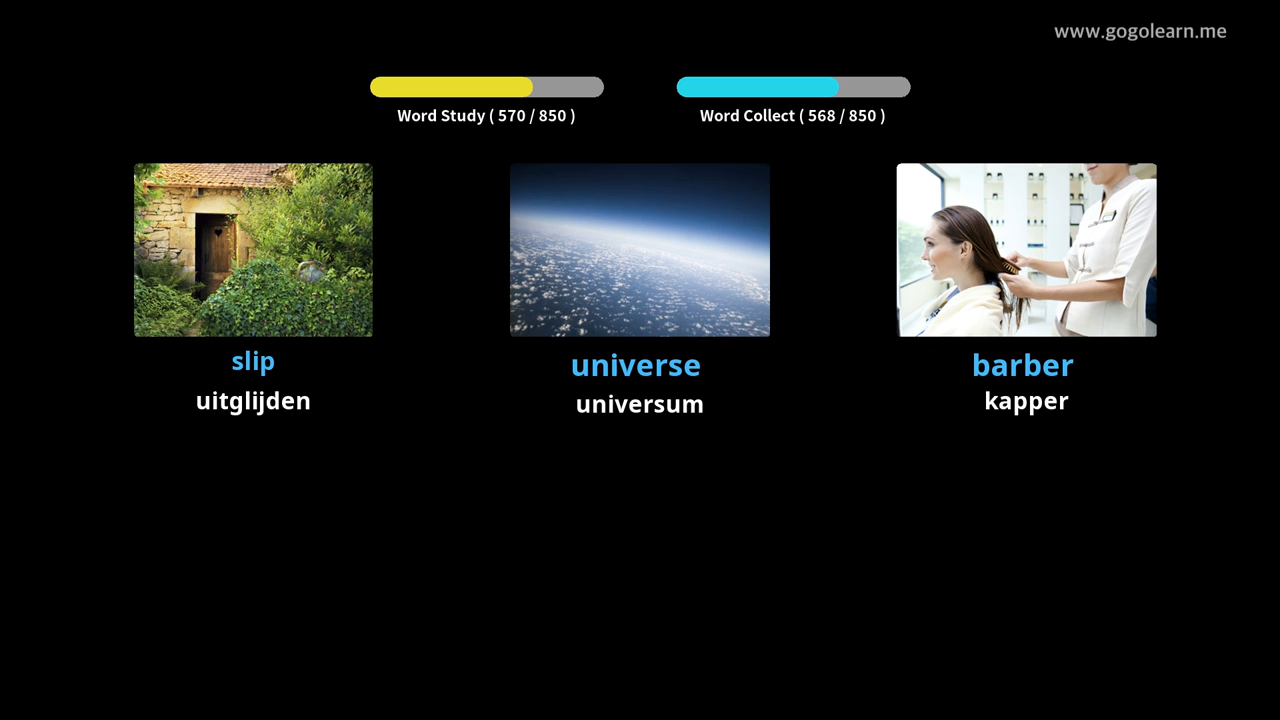 www.gogolearn.me
Word Study ( 570 / 850 )
Word Collect ( 568 / 850 )
slip
uitglijden
universe
universum
barber
kapper